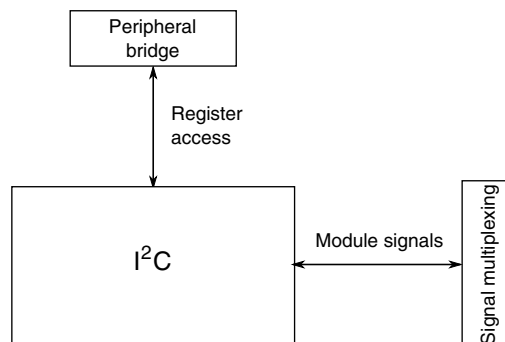 Peripheral
bridge
Register
access
I²C
Module signals
Signal multiplexing